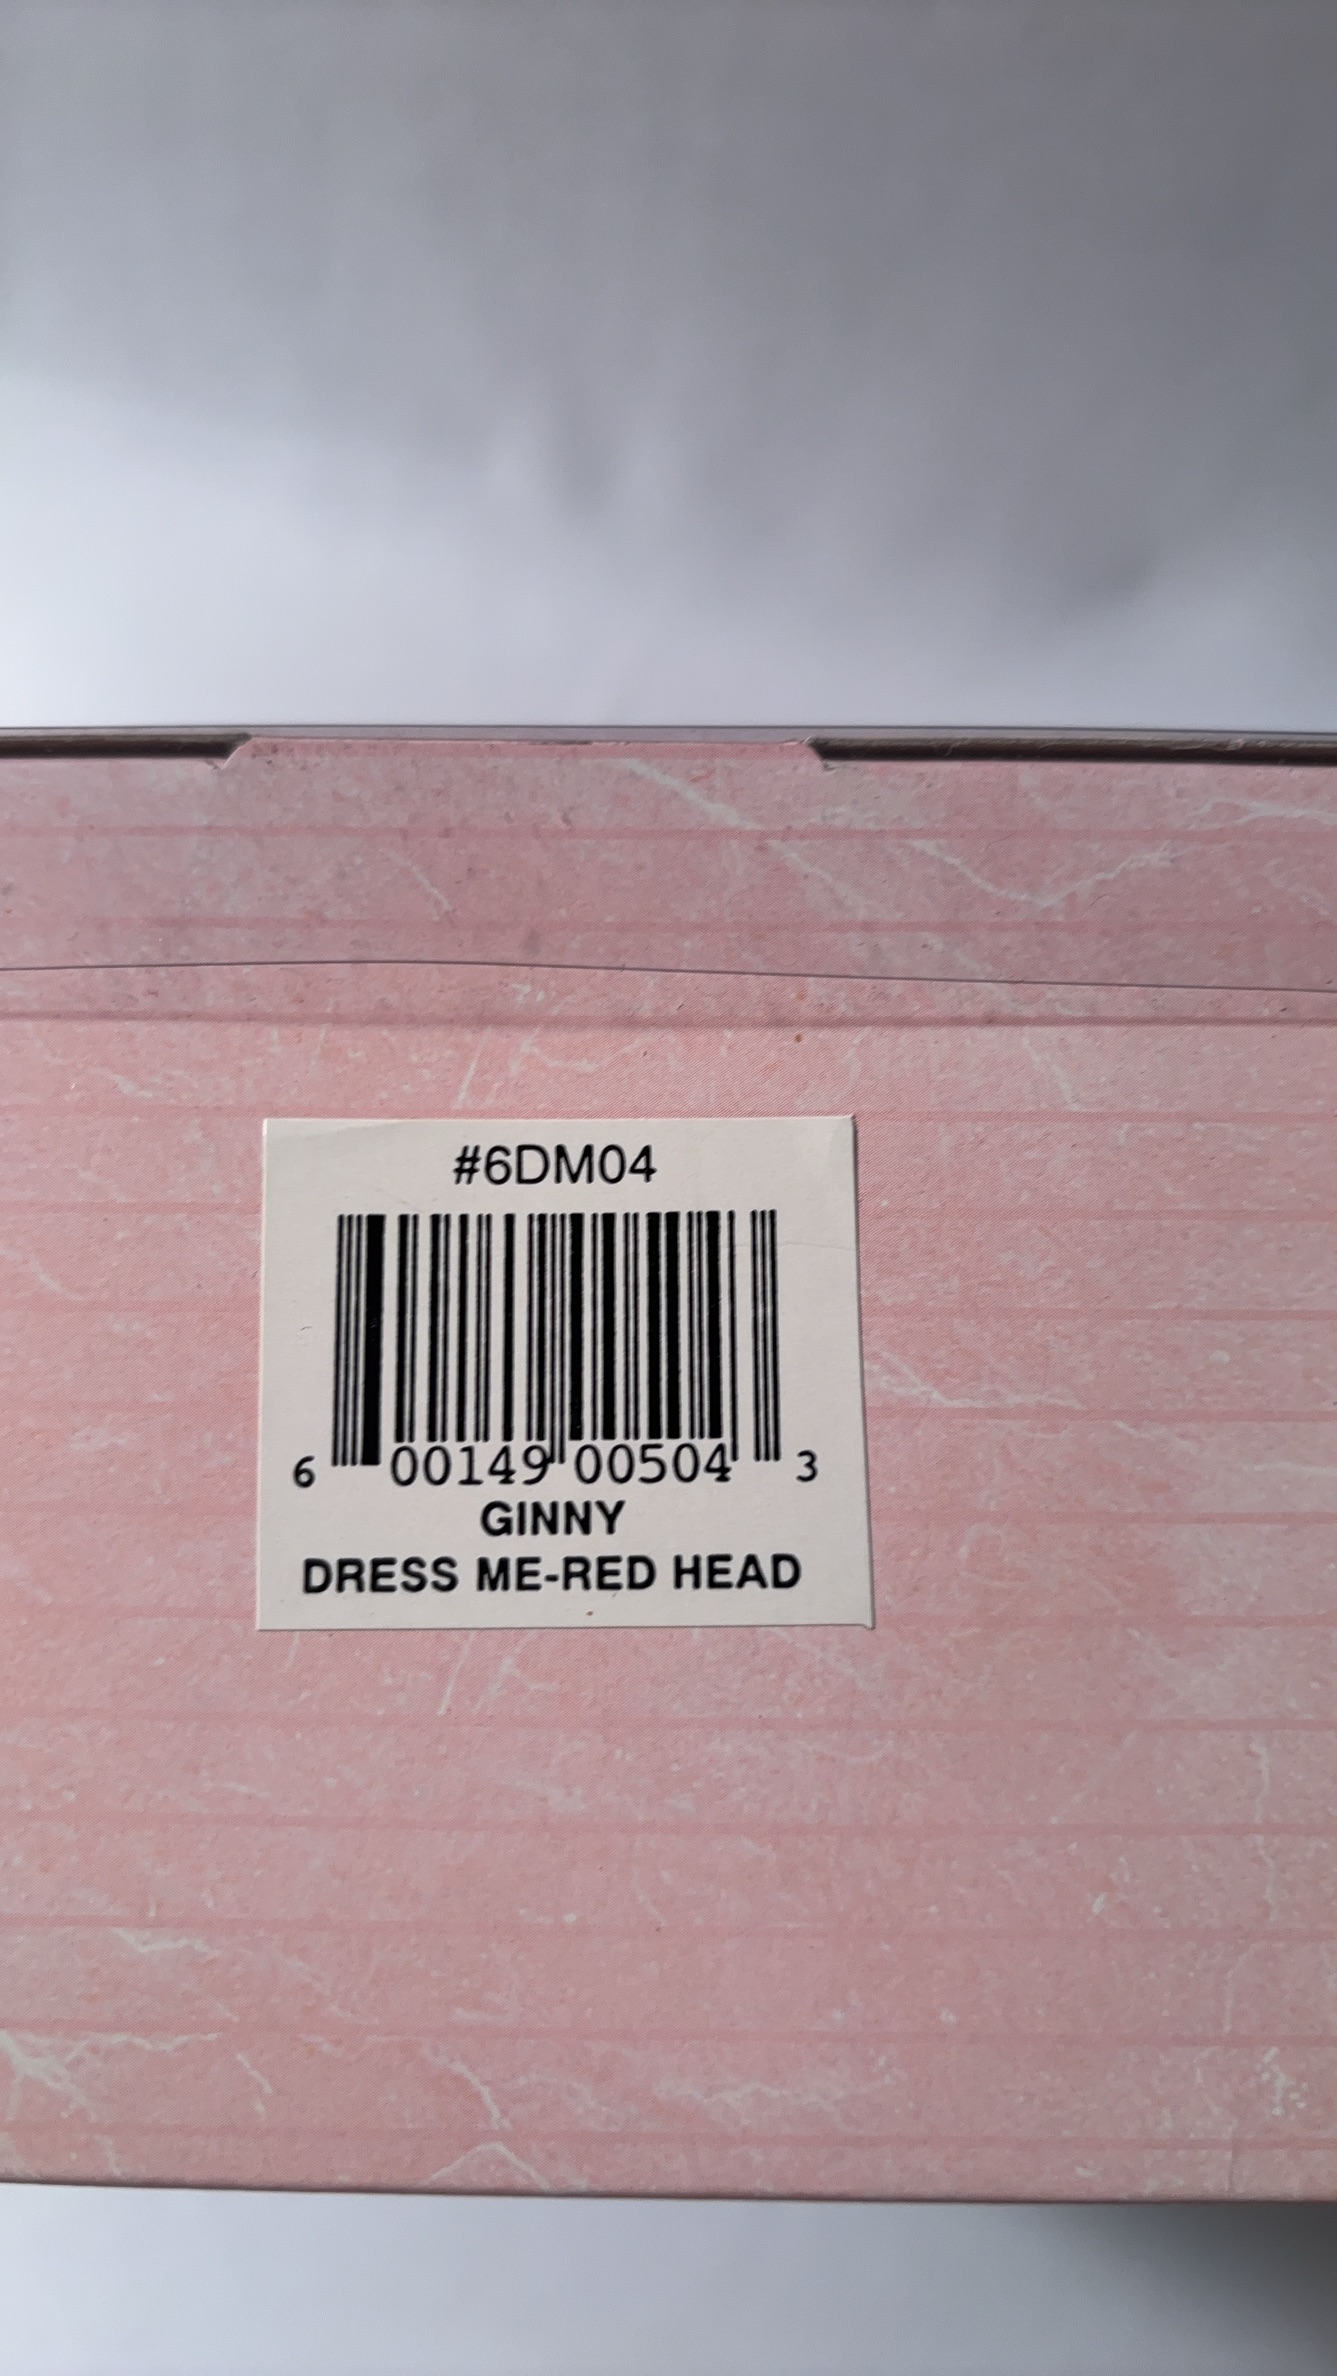 #6DM04
6 00149 00504 3
GINNY
DRESS ME-RED HEAD